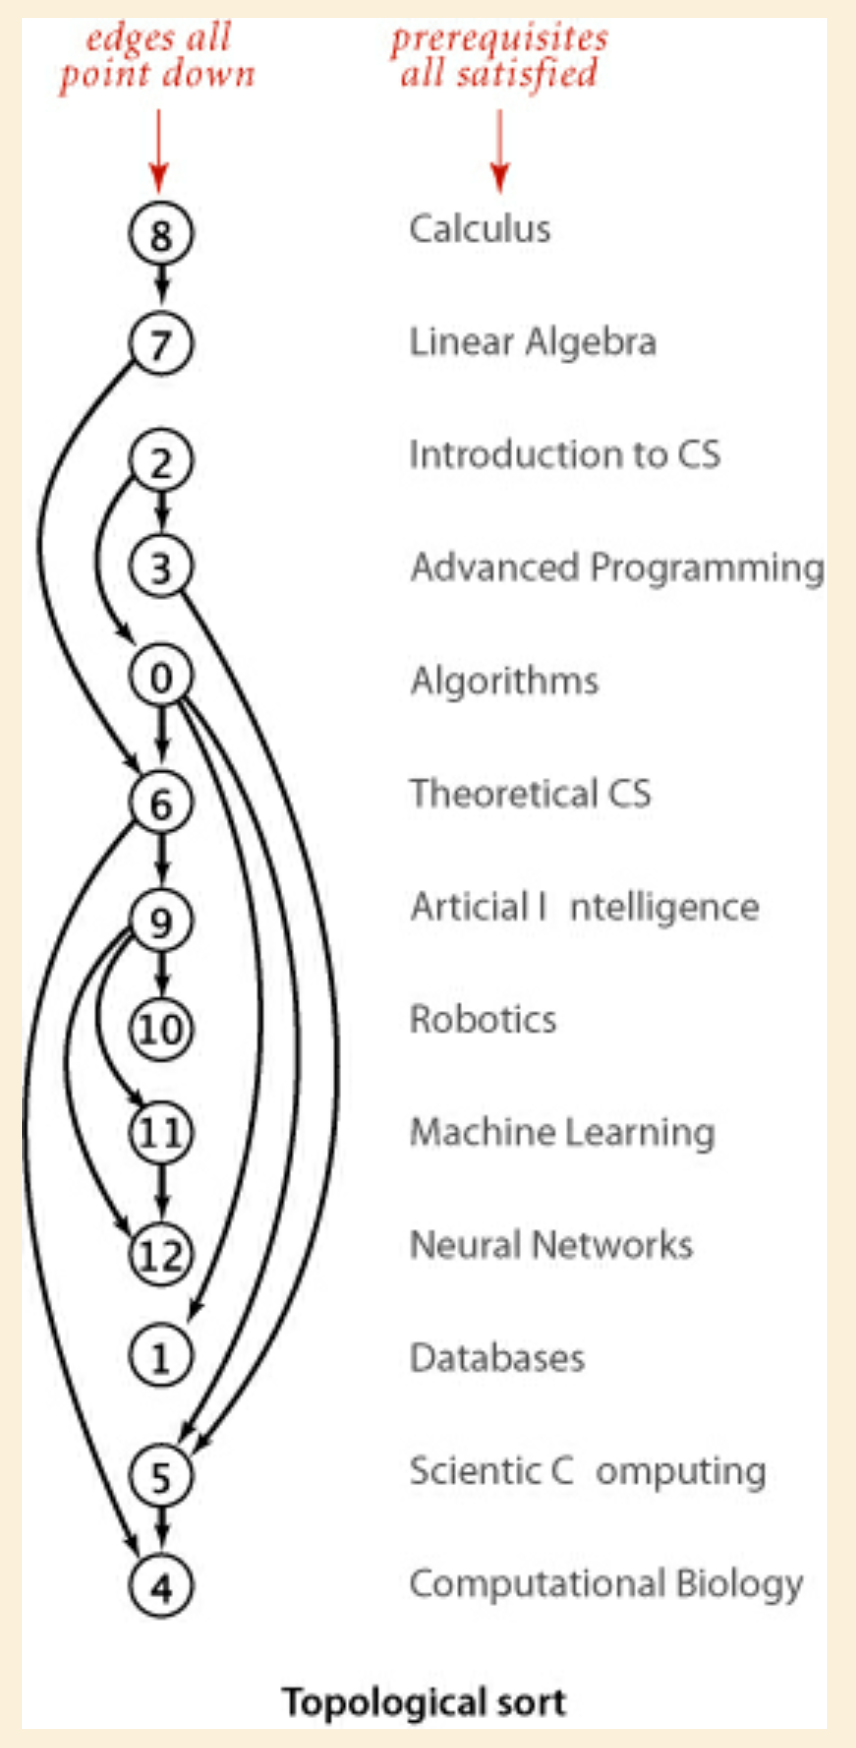 edges all
point down
prerequisites
all satisfied
8 Calculus
7 Linear Algebra
2 Introduction to CS
3 Advanced Programming
0 Algorithms
6 Theoretical CS
9 Articial I ntelligence
10 Robotics
11 Machine Learning
12 Neural Networks
1 Databases
5 Scientic C omputing
4 Computational Biology
Topological sort